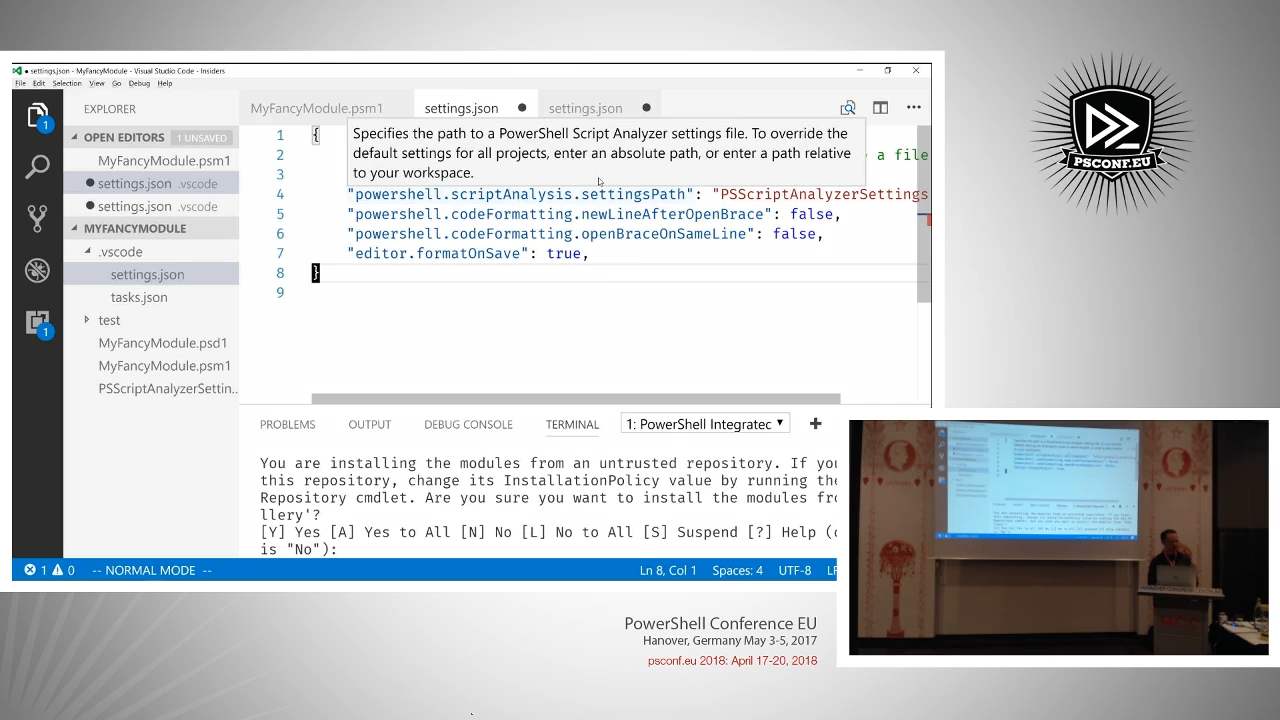 ● settings.json - MyFancyModule - Visual Studio Code - Insiders
File Edit Selection View Go Debug Help
EXPLORER
OPEN EDITORS 1 UNSAVED
MyFancyModule.psm1
settings.json .vscode
settings.json .vscode
MYFANCYMODULE
.vscode
settings.json
tasks.json
test
MyFancyModule.psd1
MyFancyModule.psm1
PSScriptAnalyzerSettin..
1
1
MyFancyModule.psm1 settings.json settings.json
Specifies the path to a PowerShell Script Analyzer settings file. To override the
default settings for all projects, enter an absolute path, or enter a path relative
to your workspace.
1 {
2 a file
3
4 "powershell.scriptAnalysis.settingsPath": "PSScriptAnalyzerSettings
5 "powershell.codeFormatting.newLineAfterOpenBrace": false,
6 "powershell.codeFormatting.openBraceOnSameLine": false,
7 "editor.formatOnSave": true,
8 }
9
PROBLEMS OUTPUT DEBUG CONSOLE TERMINAL 1: PowerShell Integratec
You are installing the modules from an untrusted repository. If you
this repository, change its InstallationPolicy value by running the
Repository cmdlet. Are you sure you want to install the modules fro
llery'?
[Y] Yes [A] Yes to All [N] No [L] No to All [S] Suspend [?] Help (d
is "No"):
1 0 -- NORMAL MODE -- Ln 8, Col 1 Spaces: 4 UTF-8 LF
PSCONF.EU
HANNOVER CONGRESS CENTRUM
PowerShell Conference EU
Hanover, Germany May 3-5, 2017
psconf.eu 2018: April 17-20, 2018